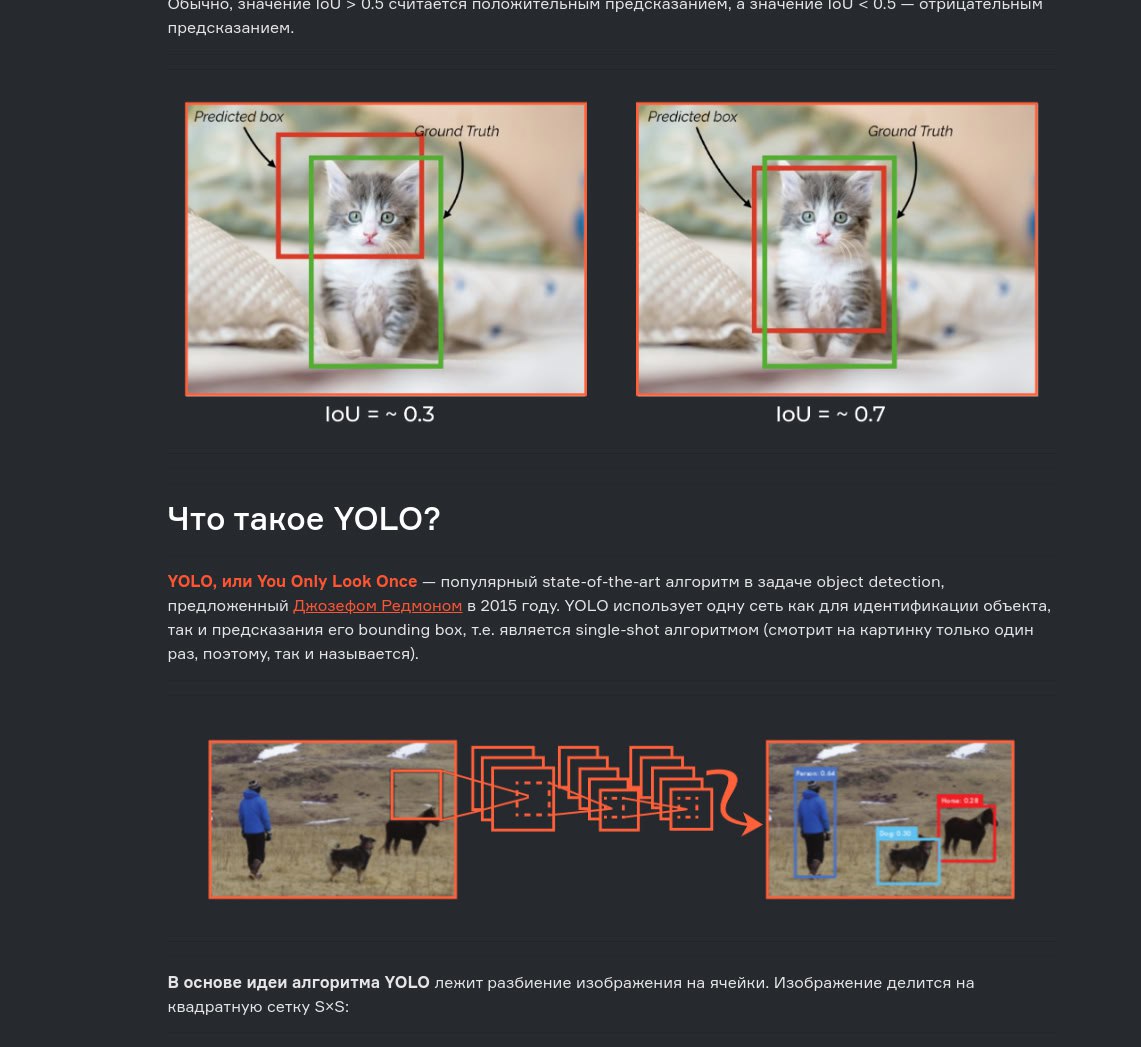 Обычно, значение IoU > 0.5 считается положительным предсказанием, а значение IoU < 0.5 — отрицательным
предсказанием.
Predicted box
Ground Truth
Predicted box
Ground Truth
IoU = ~ 0.3
IoU = ~ 0.7
Что такое YOLO?
YOLO, или You Only Look Once — популярный state-of-the-art алгоритм в задаче object detection,
предложенный Джозефом Редмоном в 2015 году. YOLO использует одну сеть как для идентификации объекта,
так и предсказания его bounding box, т.е. является single-shot алгоритмом (смотрит на картинку только один
раз, поэтому, так и называется).
Person: 0.64
Horse: 0.28
Dog: 0.30
В основе идеи алгоритма YOLO лежит разбиение изображения на ячейки. Изображение делится на
квадратную сетку S×S: